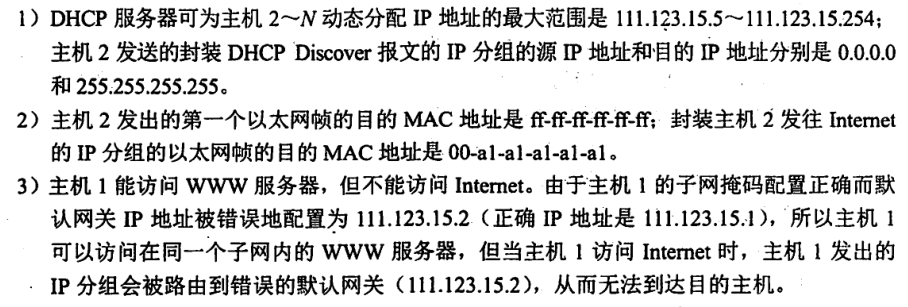 1）DHCP 服务器可为主机 2～N 动态分配 IP 地址的最大范围是 111.123.15.5～111.123.15.254；
主机 2 发送的封装 DHCP Discover 报文的 IP 分组的源 IP 地址和目的 IP 地址分别是 0.0.0.0
和 255.255.255.255。
2）主机 2 发出的第一个以太网帧的目的 MAC 地址是 ff-ff-ff-ff-ff-ff；封装主机 2 发往 Internet
的 IP 分组的以太网帧的目的 MAC 地址是 00-a1-a1-a1-a1-a1。
3）主机 1 能访问 WWW 服务器，但不能访问 Internet。由于主机 1 的子网掩码配置正确而默
认网关 IP 地址被错误地配置为 111.123.15.2（正确 IP 地址是 111.123.15.1），所以主机 1
可以访问在同一个子网内的 WWW 服务器，但当主机 1 访问 Internet 时，主机 1 发出的
IP 分组会被路由到错误的默认网关（111.123.15.2），从而无法到达目的主机。